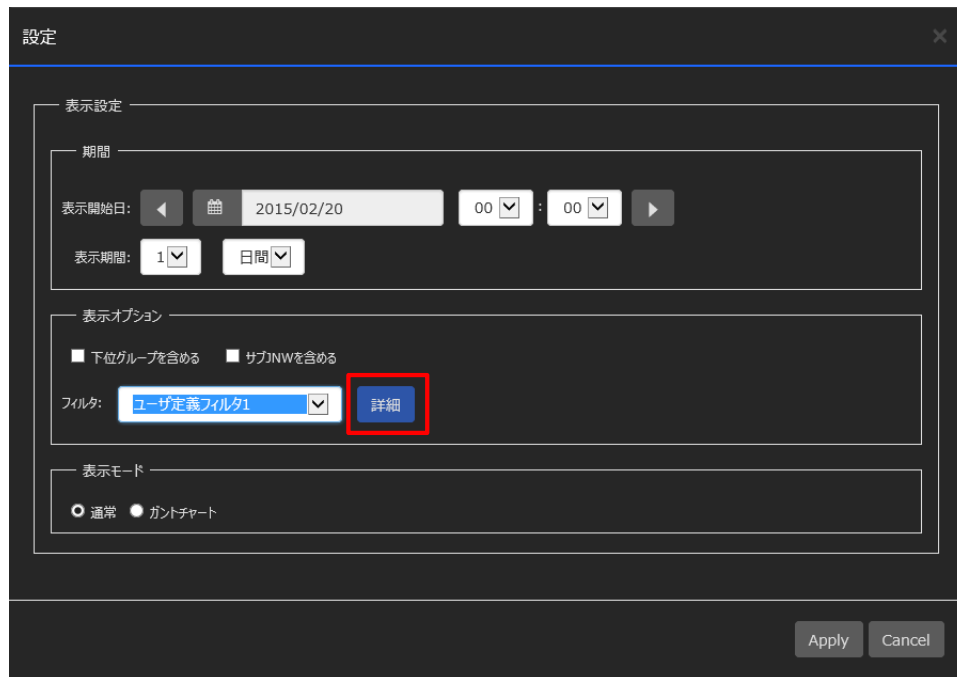 設定
表示設定
期間
表示開始日: 2015/02/20 00 : 00
表示期間: 1 日間
表示オプション
下位グループを含める サブJNWを含める
フィルタ: ユーザ定義フィルタ1 詳細
表示モード
通常 ガントチャート
Apply Cancel